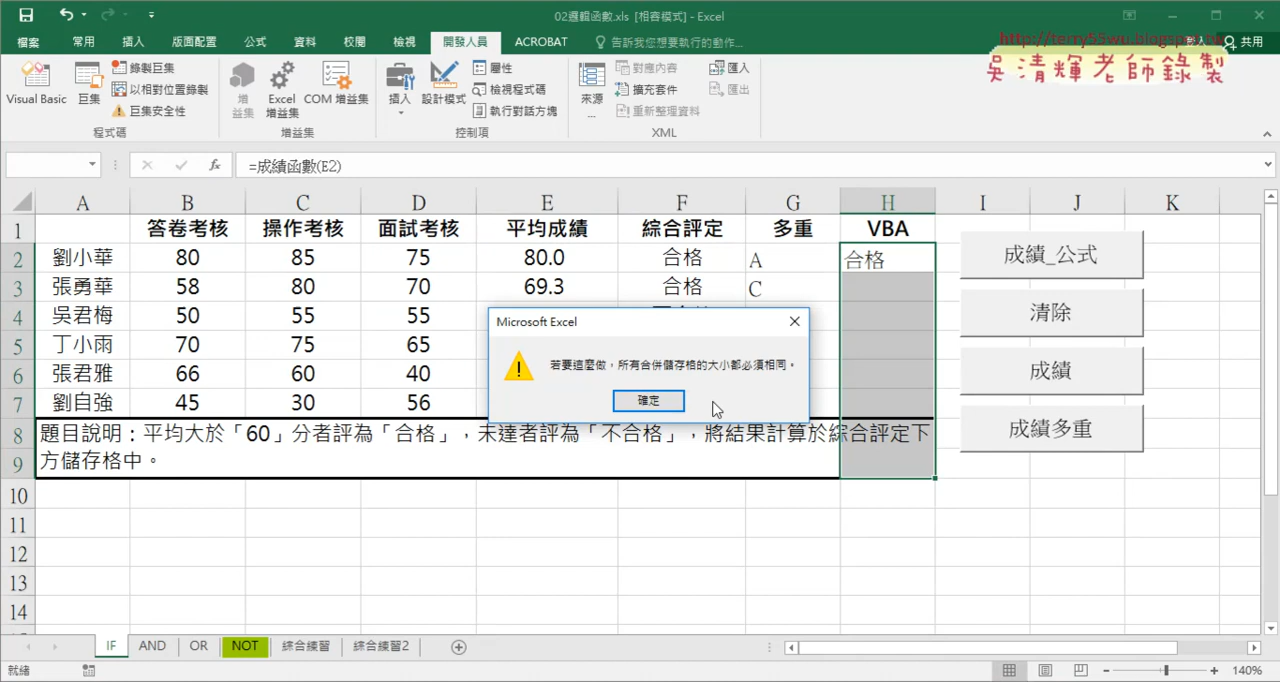 02邏輯函數.xls [相容模式] - Excel
檔案 常用 插入 版面配置 公式 資料 校閱 檢視 開發人員 ACROBAT 告訴我您想要執行的動作... 共用
http://terry55wu.blogspot.tw
吳清輝老師錄製
Visual Basic 巨集 錄製巨集 以相對位置錄製 巨集安全性 程式碼
增益集 Excel 增益集 COM 增益集 增益集
插入 設計模式 屬性 檢視程式碼 執行對話方塊 控制項
來源... 對應內容 擴充套件 重新整理資料 匯入 匯出 XML
fx =成績函數(E2)
A B C D E F G H I J K
1 答卷考核 操作考核 面試考核 平均成績 綜合評定 多重 VBA
2 劉小華 80 85 75 80.0 合格 A 合格
3 張勇華 58 80 70 69.3 合格 C
4 吳君梅 50 55 55
5 丁小雨 70 75 65
6 張君雅 66 60 40
7 劉自強 45 30 56
8 題目說明：平均大於「60」分者評為「合格」，未達者評為「不合格」，將結果計算於綜合評定下
9 方儲存格中。
10
11
12
13
14
成績_公式
清除
成績
成績多重
Microsoft Excel
若要這麼做，所有合併儲存格的大小都必須相同。
確定
IF AND OR NOT 綜合練習 綜合練習2
就緒 140%